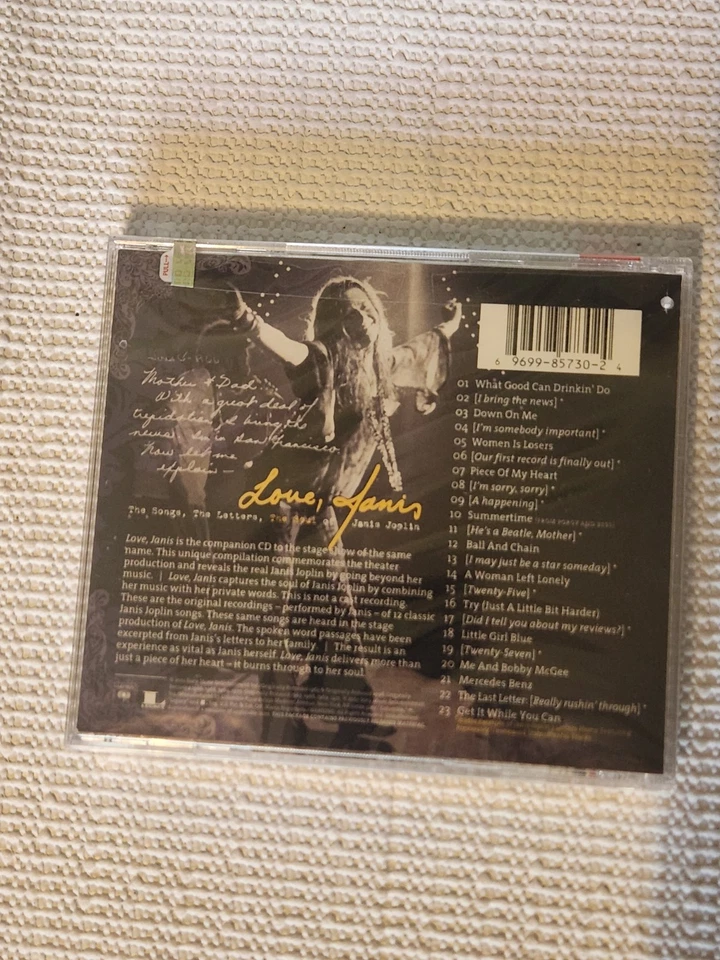 PULL
6 9699-85730-2 4
Mother & Dad...
With a great deal of
trepidation I bring the
news. I'm in San Francisco.
Now let me
explain —
Love, Janis
The Songs, The Letters, The Soul of Janis Joplin
Love, Janis is the companion CD to the stage show of the same
name. This unique compilation commemorates the theater
production and reveals the real Janis Joplin by going beyond her
music. | Love, Janis captures the soul of Janis Joplin by combining
her music with her private words. This is not a cast recording.
These are the original recordings – performed by Janis – of 12 classic
Janis Joplin songs. These same songs are heard in the stage
production of Love, Janis. The spoken word passages have been
excerpted from Janis's letters to her family. | The result is an
experience as vital as Janis herself. Love, Janis delivers more than
just a piece of her heart – it burns through to her soul.
01 What Good Can Drinkin' Do
02 [I bring the news] *
03 Down On Me
04 [I'm somebody important] *
05 Women Is Losers
06 [Our first record is finally out] *
07 Piece Of My Heart
08 [I'm sorry, sorry] *
09 [A happening] *
10 Summertime
11 [He's a Beatle, Mother] *
12 Ball And Chain
13 [I may just be a star someday] *
14 A Woman Left Lonely
15 [Twenty-Five] *
16 Try (Just A Little Bit Harder)
17 [Did I tell you about my reviews?] *
18 Little Girl Blue
19 [Twenty-Seven] *
20 Me And Bobby McGee
21 Mercedes Benz
22 The Last Letter: [Really rushin' through] *
23 Get It While You Can